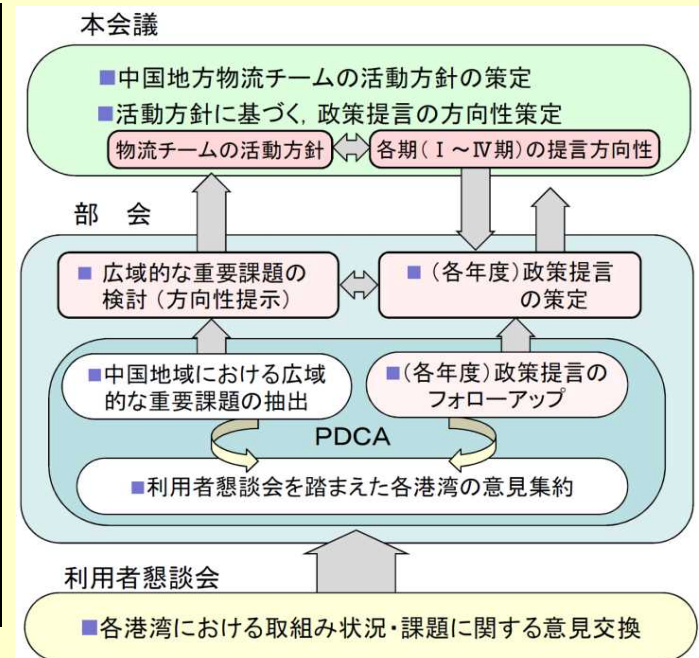 本会議
■中国地方物流チームの活動方針の策定
■活動方針に基づく，政策提言の方向性策定
物流チームの活動方針
各期（Ⅰ～Ⅳ期）の提言方向性
部　会
■ 広域的な重要課題の
検討（方向性提示）
■（各年度）政策提言
の策定
■中国地域における広域
的な重要課題の抽出
■（各年度）政策提言の
フォローアップ
PDCA
■利用者懇談会を踏まえた各港湾の意見集約
利用者懇談会
■各港湾における取組み状況・課題に関する意見交換